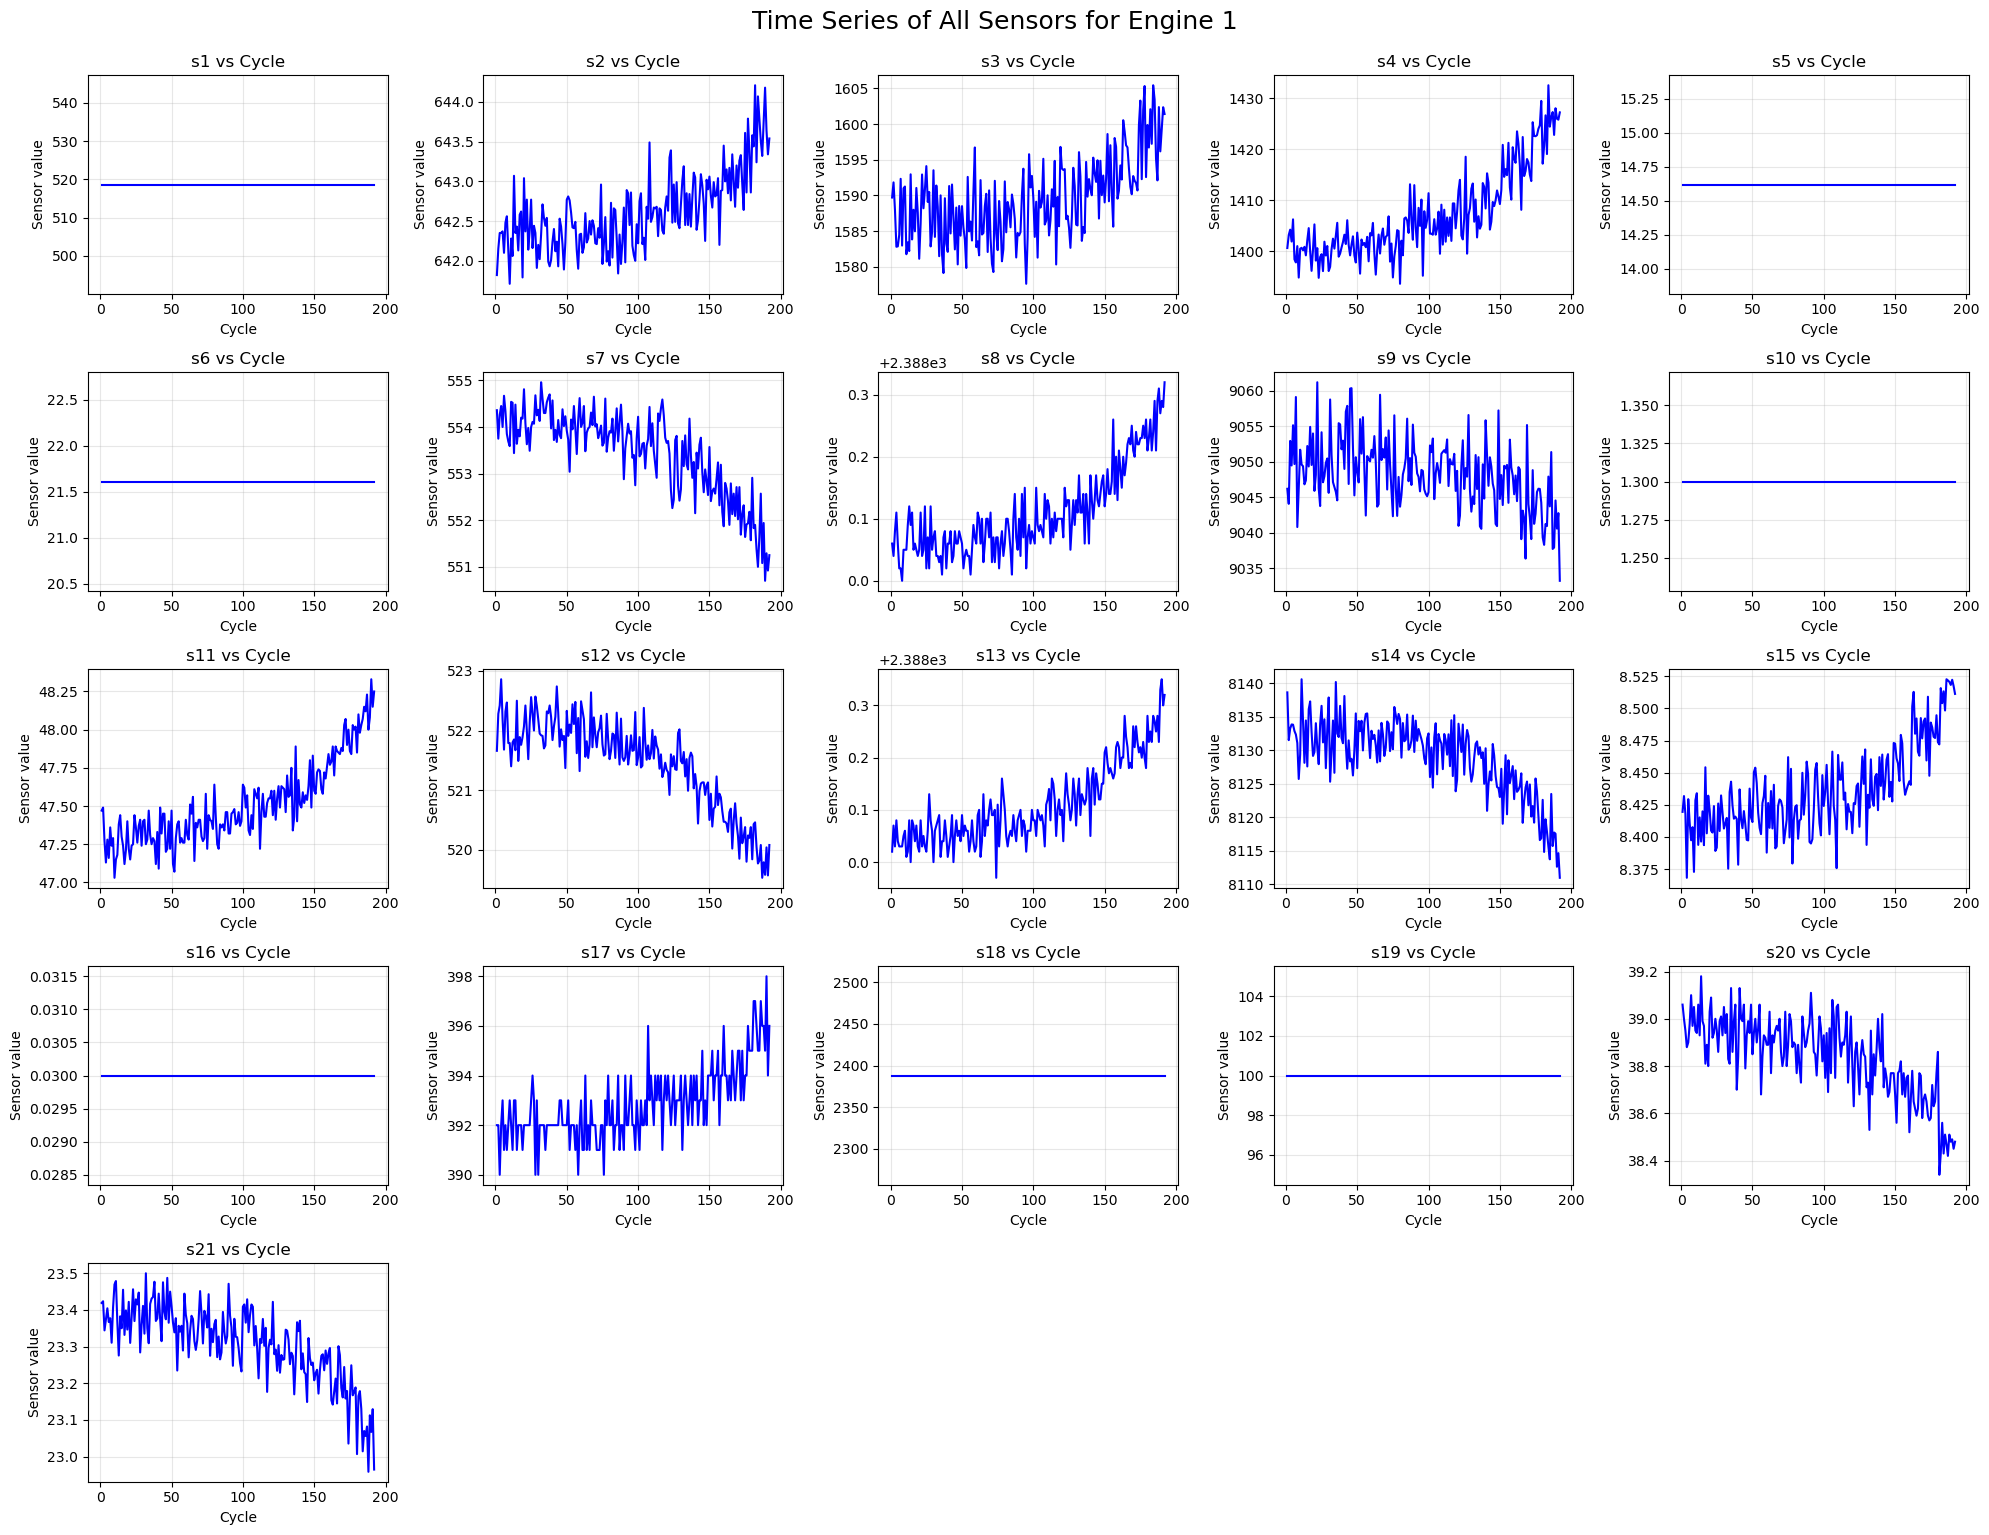 Time Series of All Sensors for Engine 1
s1 vs Cycle
540
530
520
510
500
0 50 100 150 200
Sensor value
Cycle
s2 vs Cycle
644.0
643.5
643.0
642.5
642.0
0 50 100 150 200
Sensor value
Cycle
s3 vs Cycle
1605
1600
1595
1590
1585
1580
0 50 100 150 200
Sensor value
Cycle
s4 vs Cycle
1430
1420
1410
1400
0 50 100 150 200
Sensor value
Cycle
s5 vs Cycle
15.25
15.00
14.75
14.50
14.25
14.00
0 50 100 150 200
Sensor value
Cycle
s6 vs Cycle
22.5
22.0
21.5
21.0
20.5
0 50 100 150 200
Sensor value
Cycle
s7 vs Cycle
555
554
553
552
551
0 50 100 150 200
Sensor value
Cycle
s8 vs Cycle
+2.388e3
0.3
0.2
0.1
0.0
0 50 100 150 200
Sensor value
Cycle
s9 vs Cycle
9060
9055
9050
9045
9040
9035
0 50 100 150 200
Sensor value
Cycle
s10 vs Cycle
1.350
1.325
1.300
1.275
1.250
0 50 100 150 200
Sensor value
Cycle
s11 vs Cycle
48.25
48.00
47.75
47.50
47.25
47.00
0 50 100 150 200
Sensor value
Cycle
s12 vs Cycle
523
522
521
520
0 50 100 150 200
Sensor value
Cycle
s13 vs Cycle
+2.388e3
0.3
0.2
0.1
0.0
0 50 100 150 200
Sensor value
Cycle
s14 vs Cycle
8140
8135
8130
8125
8120
8115
8110
0 50 100 150 200
Sensor value
Cycle
s15 vs Cycle
8.525
8.500
8.475
8.450
8.425
8.400
8.375
0 50 100 150 200
Sensor value
Cycle
s16 vs Cycle
0.0315
0.0310
0.0305
0.0300
0.0295
0.0290
0.0285
0 50 100 150 200
Sensor value
Cycle
s17 vs Cycle
398
396
394
392
390
0 50 100 150 200
Sensor value
Cycle
s18 vs Cycle
2500
2450
2400
2350
2300
0 50 100 150 200
Sensor value
Cycle
s19 vs Cycle
104
102
100
98
96
0 50 100 150 200
Sensor value
Cycle
s20 vs Cycle
39.2
39.0
38.8
38.6
38.4
0 50 100 150 200
Sensor value
Cycle
s21 vs Cycle
23.5
23.4
23.3
23.2
23.1
23.0
0 50 100 150 200
Sensor value
Cycle